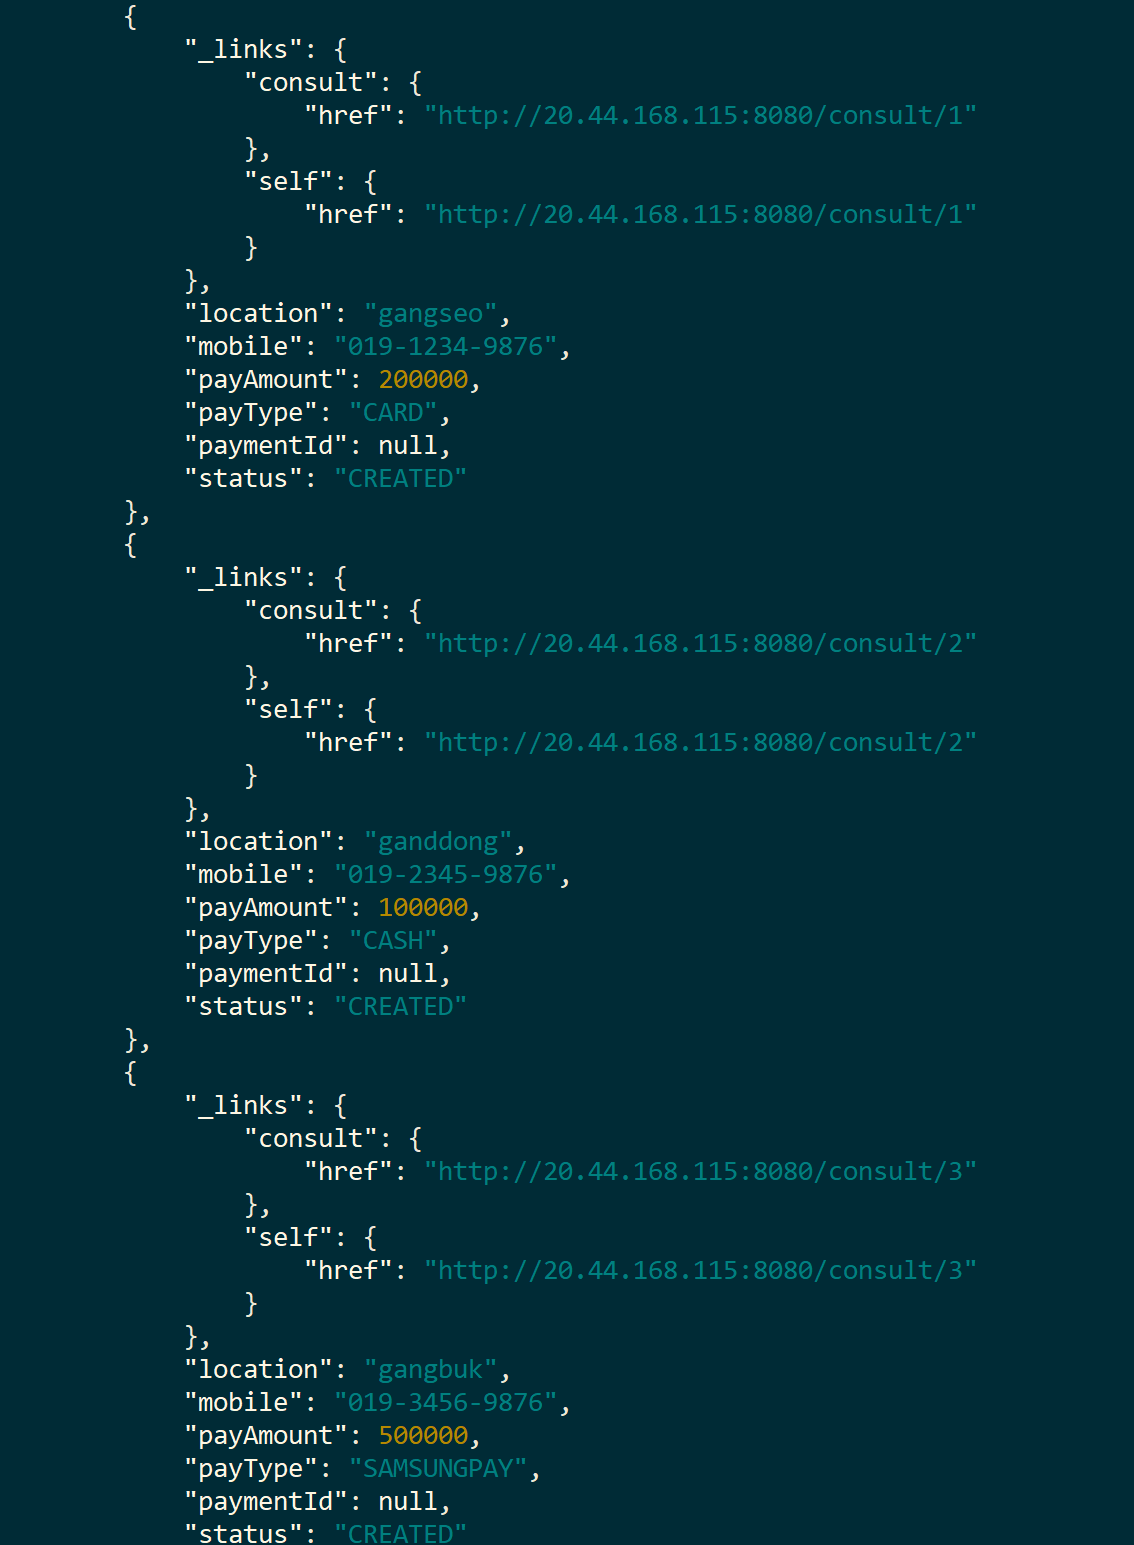 {
"_links": {
"consult": {
"href": "http://20.44.168.115:8080/consult/1"
},
"self": {
"href": "http://20.44.168.115:8080/consult/1"
}
},
"location": "gangseo",
"mobile": "019-1234-9876",
"payAmount": 200000,
"payType": "CARD",
"paymentId": null,
"status": "CREATED"
},
{
"_links": {
"consult": {
"href": "http://20.44.168.115:8080/consult/2"
},
"self": {
"href": "http://20.44.168.115:8080/consult/2"
}
},
"location": "ganddong",
"mobile": "019-2345-9876",
"payAmount": 100000,
"payType": "CASH",
"paymentId": null,
"status": "CREATED"
},
{
"_links": {
"consult": {
"href": "http://20.44.168.115:8080/consult/3"
},
"self": {
"href": "http://20.44.168.115:8080/consult/3"
}
},
"location": "gangbuk",
"mobile": "019-3456-9876",
"payAmount": 500000,
"payType": "SAMSUNGPAY",
"paymentId": null,
"status": "CREATED"